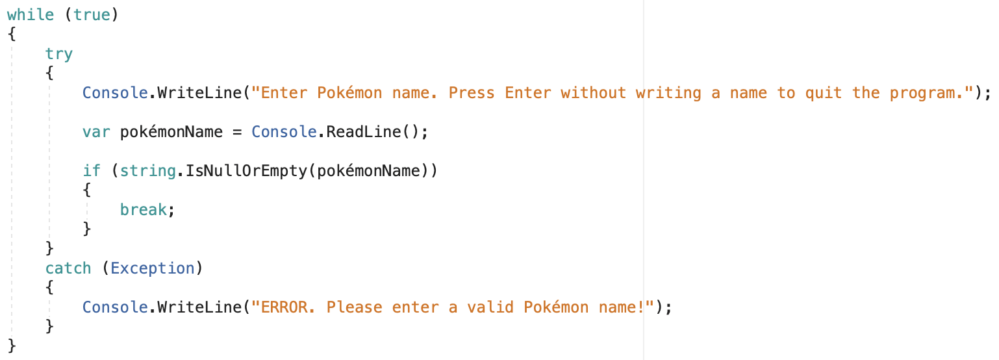 while (true)
{
    try
    {
        Console.WriteLine("Enter Pokémon name. Press Enter without writing a name to quit the program.");

        var pokémonName = Console.ReadLine();

        if (string.IsNullOrEmpty(pokémonName))
        {
            break;
        }
    }
    catch (Exception)
    {
        Console.WriteLine("ERROR. Please enter a valid Pokémon name!");
    }
}